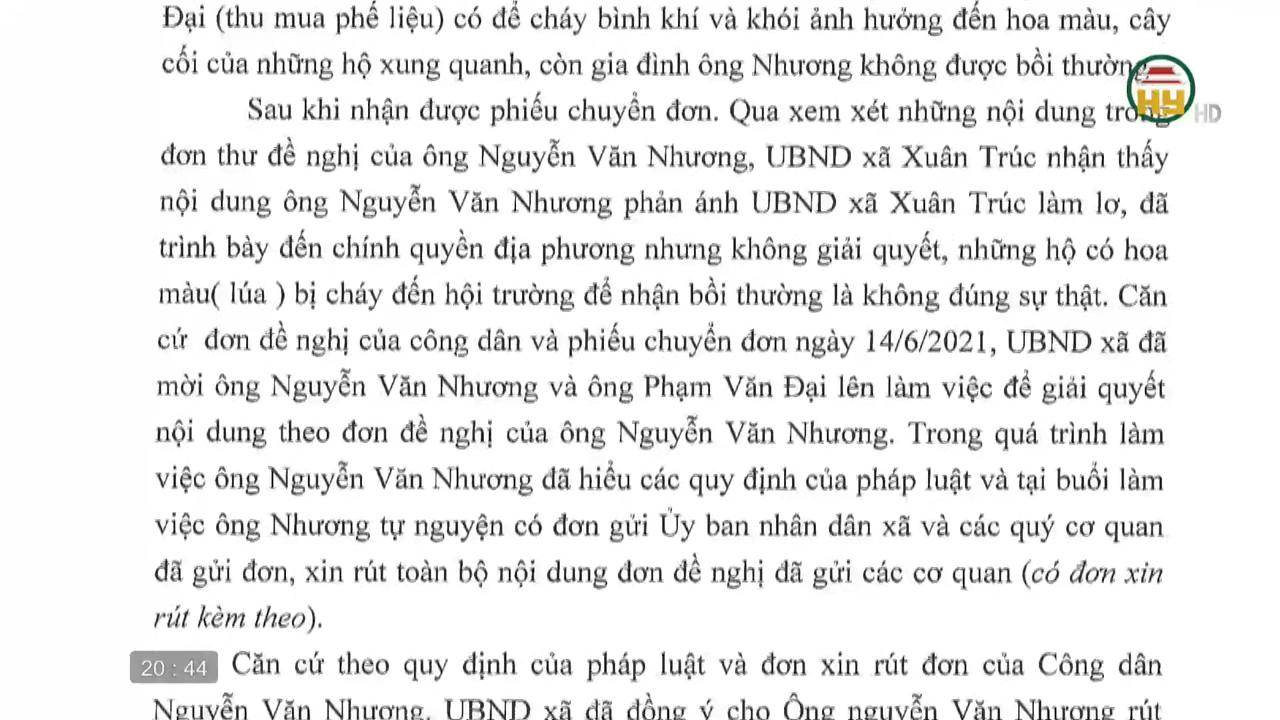 Đại (thu mua phế liệu) có để cháy bình khí và khói ảnh hưởng đến hoa màu, cây
cối của những hộ xung quanh, còn gia đình ông Nhương không được bồi thường.
HY HD
Sau khi nhận được phiếu chuyển đơn. Qua xem xét những nội dung trong
đơn thư đề nghị của ông Nguyễn Văn Nhương, UBND xã Xuân Trúc nhận thấy
nội dung ông Nguyễn Văn Nhương phản ánh UBND xã Xuân Trúc làm lơ, đã
trình bày đến chính quyền địa phương nhưng không giải quyết, những hộ có hoa
màu( lúa ) bị cháy đến hội trường để nhận bồi thường là không đúng sự thật. Căn
cứ đơn đề nghị của công dân và phiếu chuyển đơn ngày 14/6/2021, UBND xã đã
mời ông Nguyễn Văn Nhương và ông Phạm Văn Đại lên làm việc để giải quyết
nội dung theo đơn đề nghị của ông Nguyễn Văn Nhương. Trong quá trình làm
việc ông Nguyễn Văn Nhương đã hiểu các quy định của pháp luật và tại buổi làm
việc ông Nhương tự nguyện có đơn gửi Ủy ban nhân dân xã và các quý cơ quan
đã gửi đơn, xin rút toàn bộ nội dung đơn đề nghị đã gửi các cơ quan (có đơn xin
rút kèm theo).
20 : 44
Căn cứ theo quy định của pháp luật và đơn xin rút đơn của Công dân
Nguyễn Văn Nhương, UBND xã đã đồng ý cho Ông nguyễn Văn Nhương rút